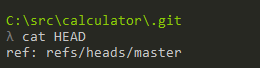 C:\src\calculator\.git
λ cat HEAD
ref: refs/heads/master